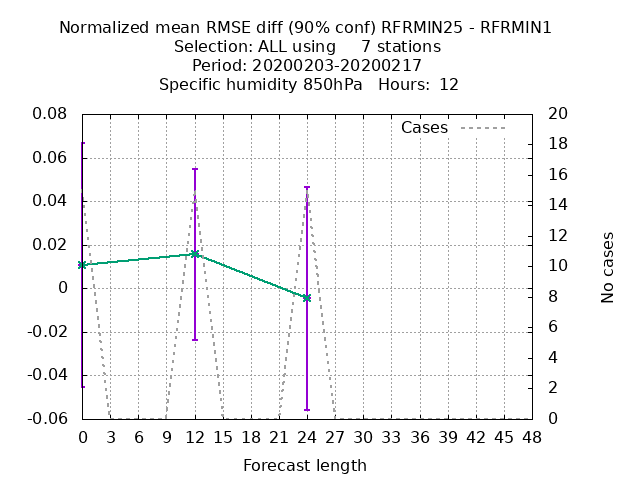 Normalized mean RMSE diff (90% conf) RFRMIN25 - RFRMIN1
Selection: ALL using 7 stations
Period: 20200203-20200217
Specific humidity 850hPa Hours: 12
0.08
0.06
0.04
0.02
0
-0.02
-0.04
-0.06
Cases
20
18
16
14
12
10
8
6
4
2
0
No cases
0 3 6 9 12 15 18 21 24 27 30 33 36 39 42 45 48
Forecast length